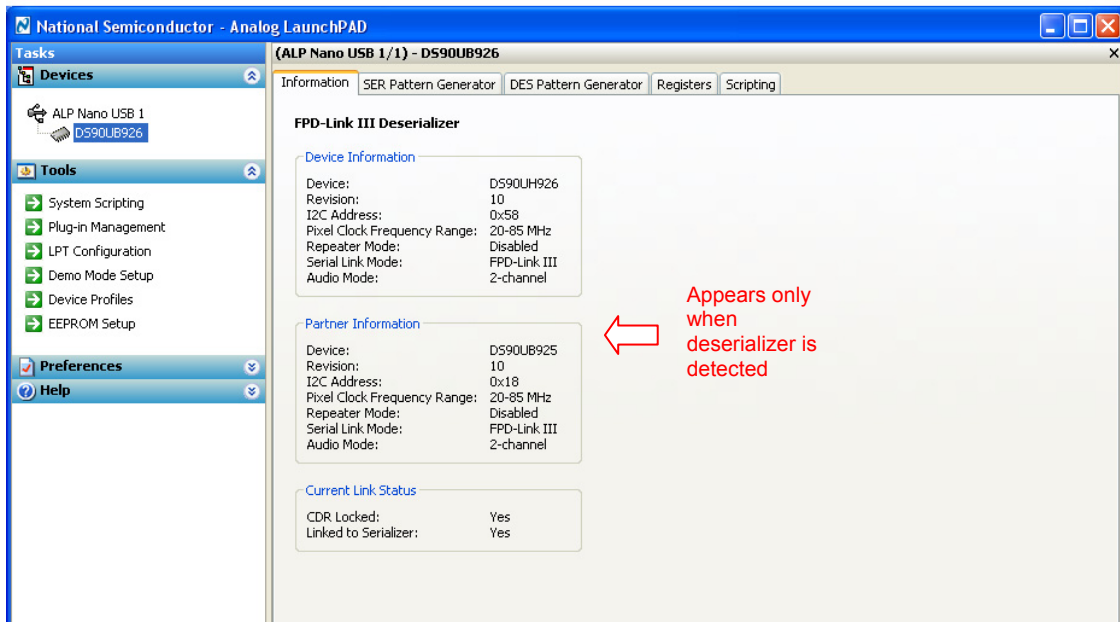 National Semiconductor - Analog LaunchPAD
Tasks
Devices
ALP Nano USB 1
DS90UB926
Tools
System Scripting
Plug-in Management
LPT Configuration
Demo Mode Setup
Device Profiles
EEPROM Setup
Preferences
Help
(ALP Nano USB 1/1) - DS90UB926
Information SER Pattern Generator DES Pattern Generator Registers Scripting
FPD-Link III Deserializer
Device Information
Device: DS90UH926
Revision: 10
I2C Address: 0x58
Pixel Clock Frequency Range: 20-85 MHz
Repeater Mode: Disabled
Serial Link Mode: FPD-Link III
Audio Mode: 2-channel
Partner Information
Device: DS90UB925
Revision: 10
I2C Address: 0x18
Pixel Clock Frequency Range: 20-85 MHz
Repeater Mode: Disabled
Serial Link Mode: FPD-Link III
Audio Mode: 2-channel
Current Link Status
CDR Locked: Yes
Linked to Serializer: Yes
Appears only
when
deserializer is
detected